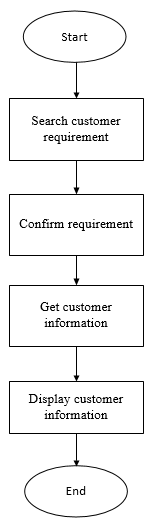 Start
Search customer
requirement
Confirm requirement
Get customer
information
Display customer
information
End